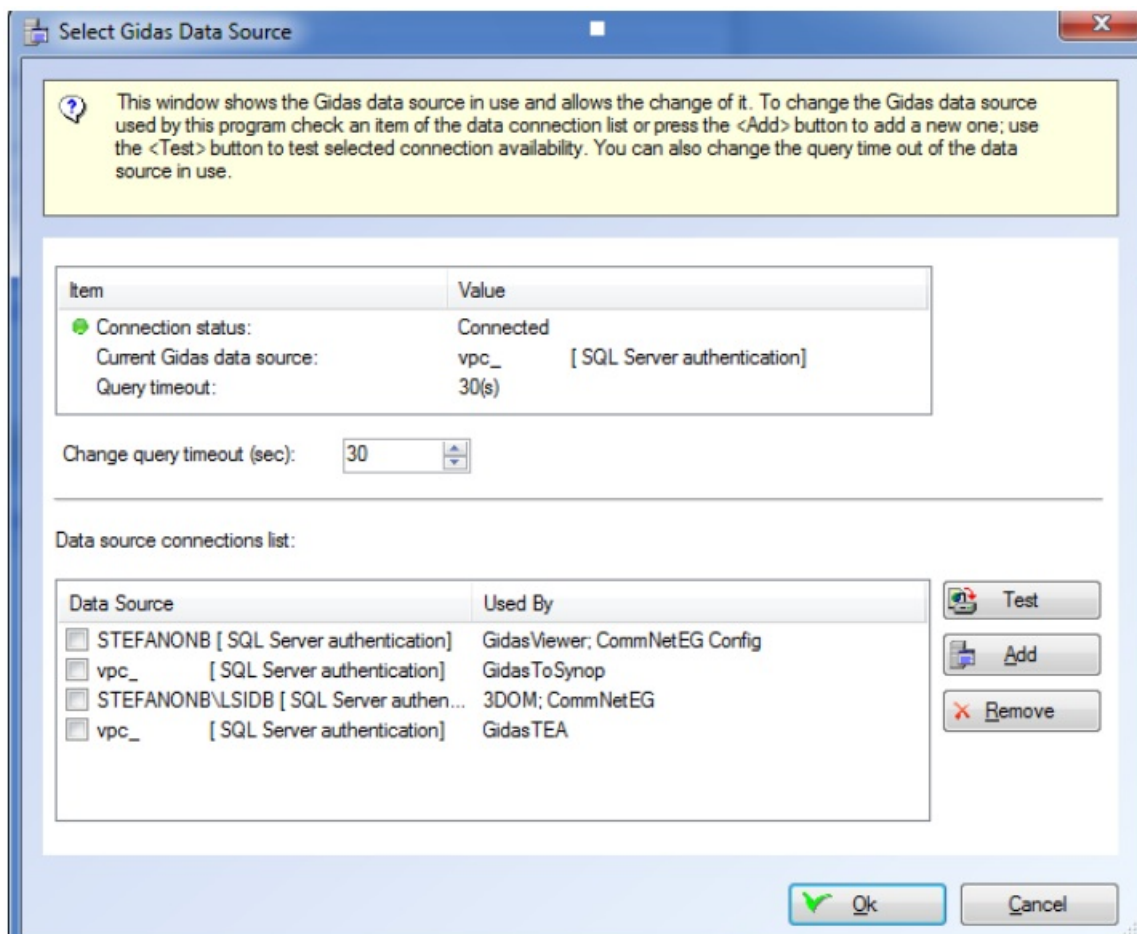 Select Gidas Data Source
This window shows the Gidas data source in use and allows the change of it. To change the Gidas data source
used by this program check an item of the data connection list or press the <Add> button to add a new one; use
the <Test> button to test selected connection availability. You can also change the query time out of the data
source in use.
Item Value
Connection status: Connected
Current Gidas data source: vpc_ [ SQL Server authentication]
Query timeout: 30(s)
Change query timeout (sec): 30
Data source connections list:
Data Source Used By
STEFANONB [ SQL Server authentication] GidasViewer; CommNetEG Config
vpc_ [ SQL Server authentication] GidasToSynop
STEFANONB\LSIDB [ SQL Server authen... 3DOM; CommNetEG
vpc_ [ SQL Server authentication] GidasTEA
Test
Add
Remove
Ok Cancel